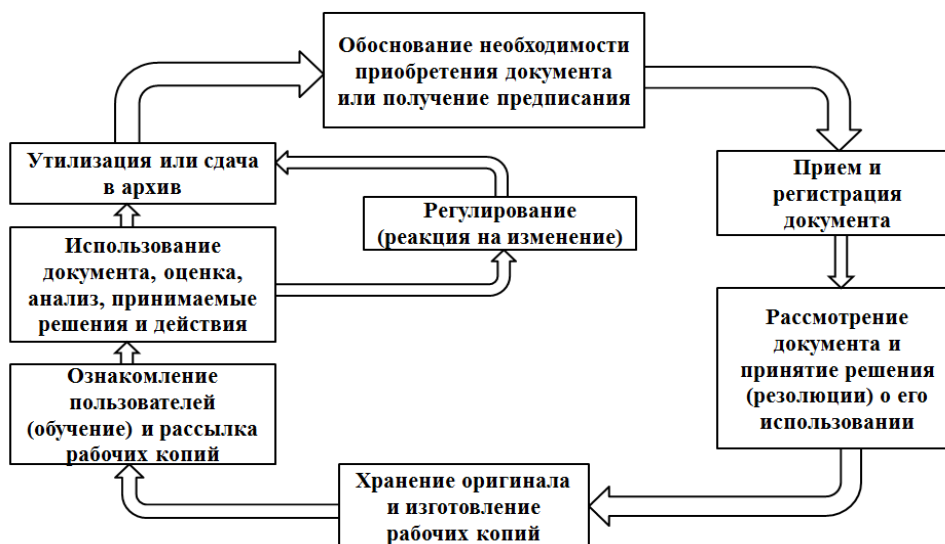 Обоснование необходимости
приобретения документа
или получение предписания
Прием и
регистрация
документа
Рассмотрение
документа и
принятие решения
(резолюции) о его
использовании
Хранение оригинала
и изготовление
рабочих копий
Ознакомление
пользователей
(обучение) и рассылка
рабочих копий
Использование
документа, оценка,
анализ, принимаемые
решения и действия
Регулирование
(реакция на изменение)
Утилизация или сдача
в архив